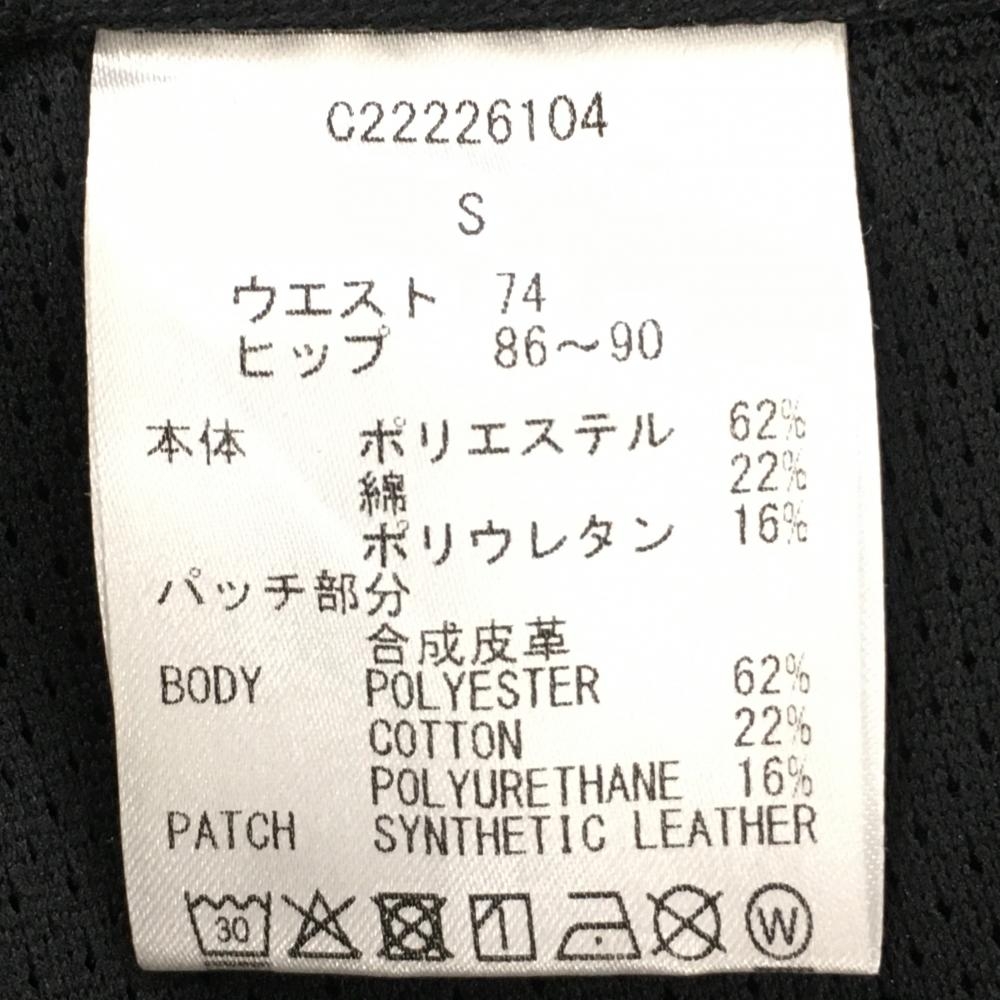 C22226104
S
ウエスト 74
ヒップ 86～90
本体 ポリエステル 62%
綿 22%
ポリウレタン 16%
パッチ部分
合成皮革
BODY POLYESTER 62%
COTTON 22%
POLYURETHANE 16%
PATCH SYNTHETIC LEATHER
30 W